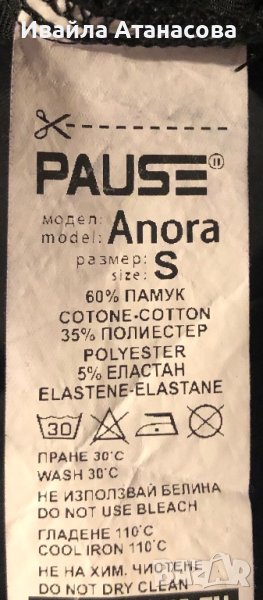 Ивайла Атанасова
PAUSE®
модел:
model: Anora
размер:
size: S
60% ПАМУК
COTONE-COTTON
35% ПОЛИЕСТЕР
POLYESTER
5% ЕЛАСТАН
ELASTENE-ELASTANE
30
ПРАНЕ 30°C
WASH 30°C
НЕ ИЗПОЛЗВАЙ БЕЛИНА
DO NOT USE BLEACH
ГЛАДЕНЕ 110°C
COOL IRON 110°C
НЕ НА ХИМ. ЧИСТЕНЕ
DO NOT DRY CLEAN